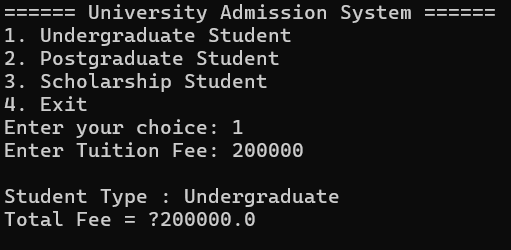 ====== University Admission System ======
1. Undergraduate Student
2. Postgraduate Student
3. Scholarship Student
4. Exit
Enter your choice: 1
Enter Tuition Fee: 200000
Student Type : Undergraduate
Total Fee = ?200000.0